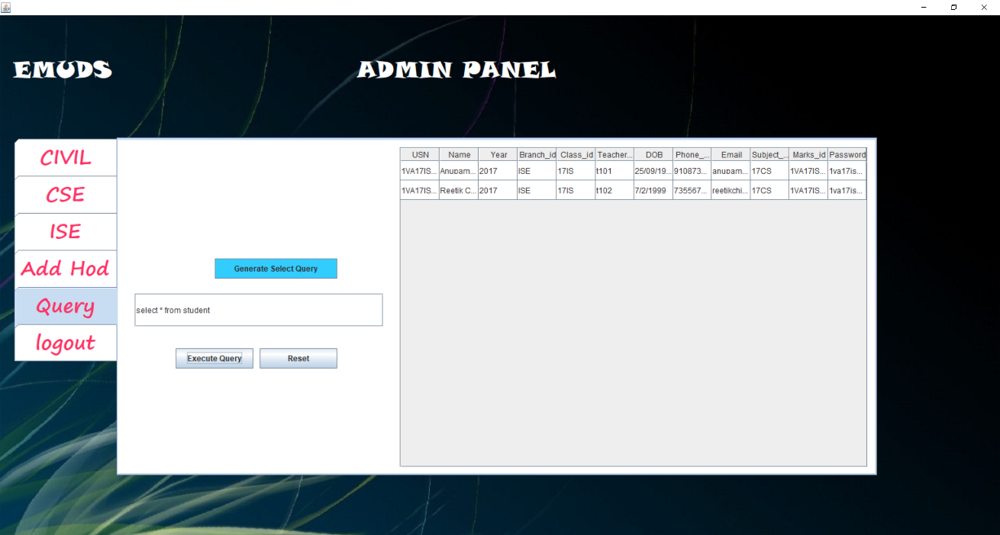 EMUDS
ADMIN PANEL
CIVIL
CSE
ISE
Add Hod
Query
logout
Generate Select Query
select * from student
Execute Query
Reset
USN Name Year Branch_id Class_id Teacher... DOB Phone_... Email Subject_... Marks_id Password
1VA17IS... Anupam... 2017 ISE 17IS t101 25/09/19... 910873... anupam... 17CS 1VA17IS... 1va17is...
1VA17IS... Reetik C... 2017 ISE 17IS t102 7/2/1999 735567... reetikchi... 17CS 1VA17IS... 1va17is...